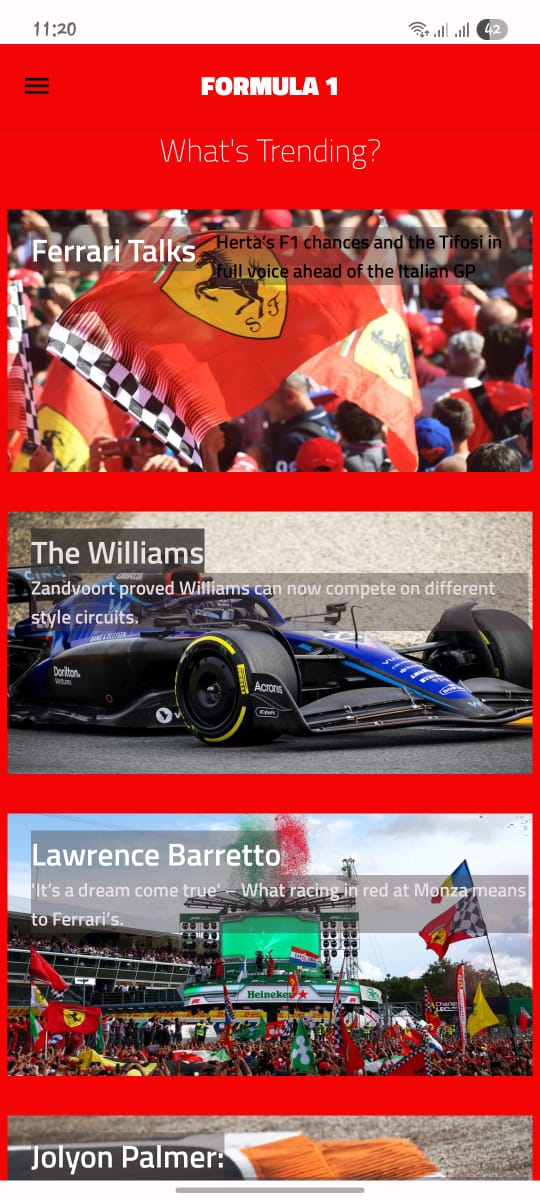 11:20
42
FORMULA 1
What's Trending?
Ferrari Talks
Herta's F1 chances and the Tifosi in
full voice ahead of the Italian GP
S F
The Williams
Zandvoort proved Williams can now compete on different
style circuits.
Dorilton
Ventures
Acronis
Lawrence Barretto
'It's a dream come true' – What racing in red at Monza means
to Ferrari's.
Heineken
Jolyon Palmer: